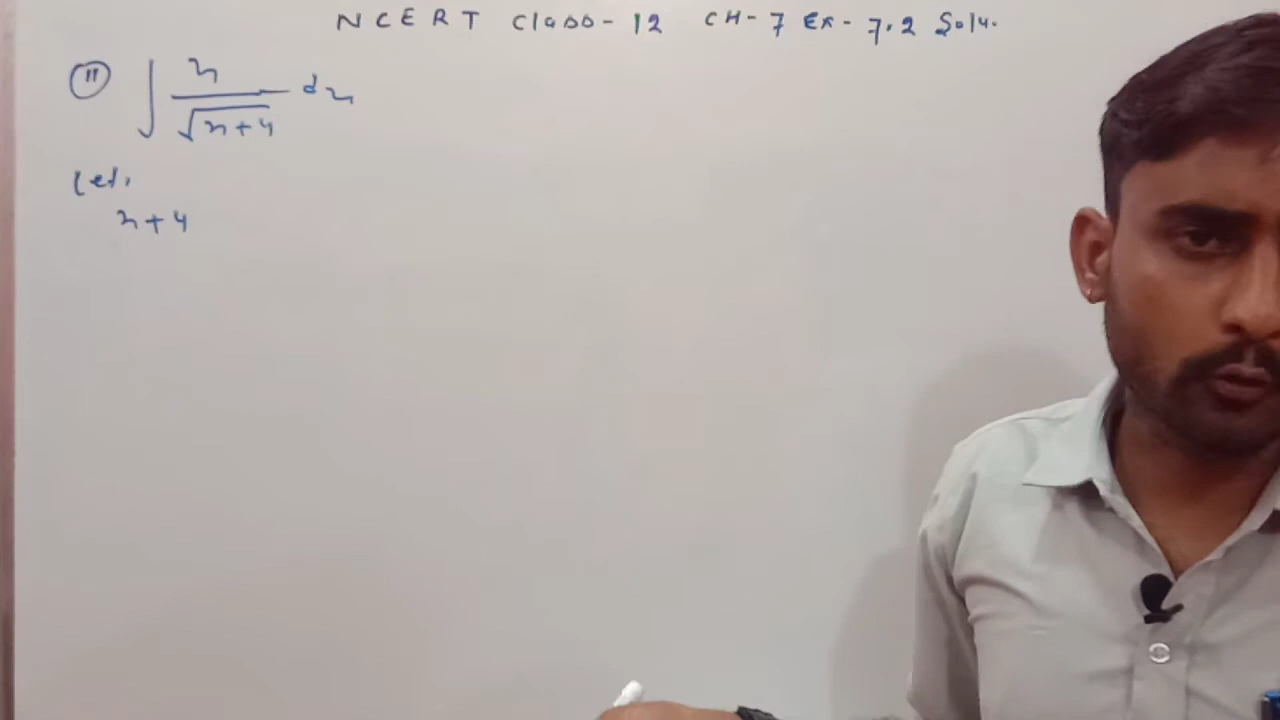 NCERT Class-12 CH-7 Ex-7.2 Solu.
(11) ∫ x/√(x+4) dx
Let,
x+4